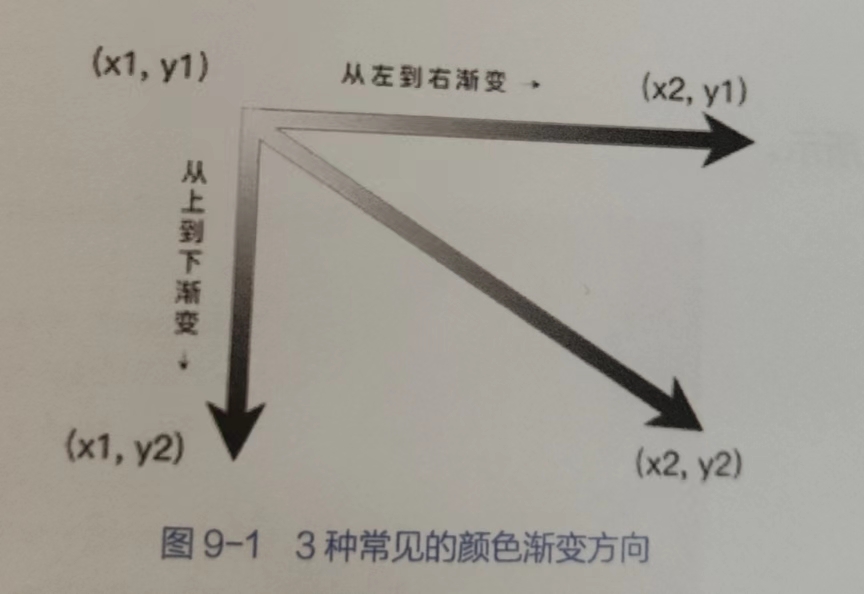 (x1, y1)
从左到右渐变 →
(x2, y1)
从上到下渐变 →
(x1, y2)
(x2, y2)
图 9-1 3 种常见的颜色渐变方向